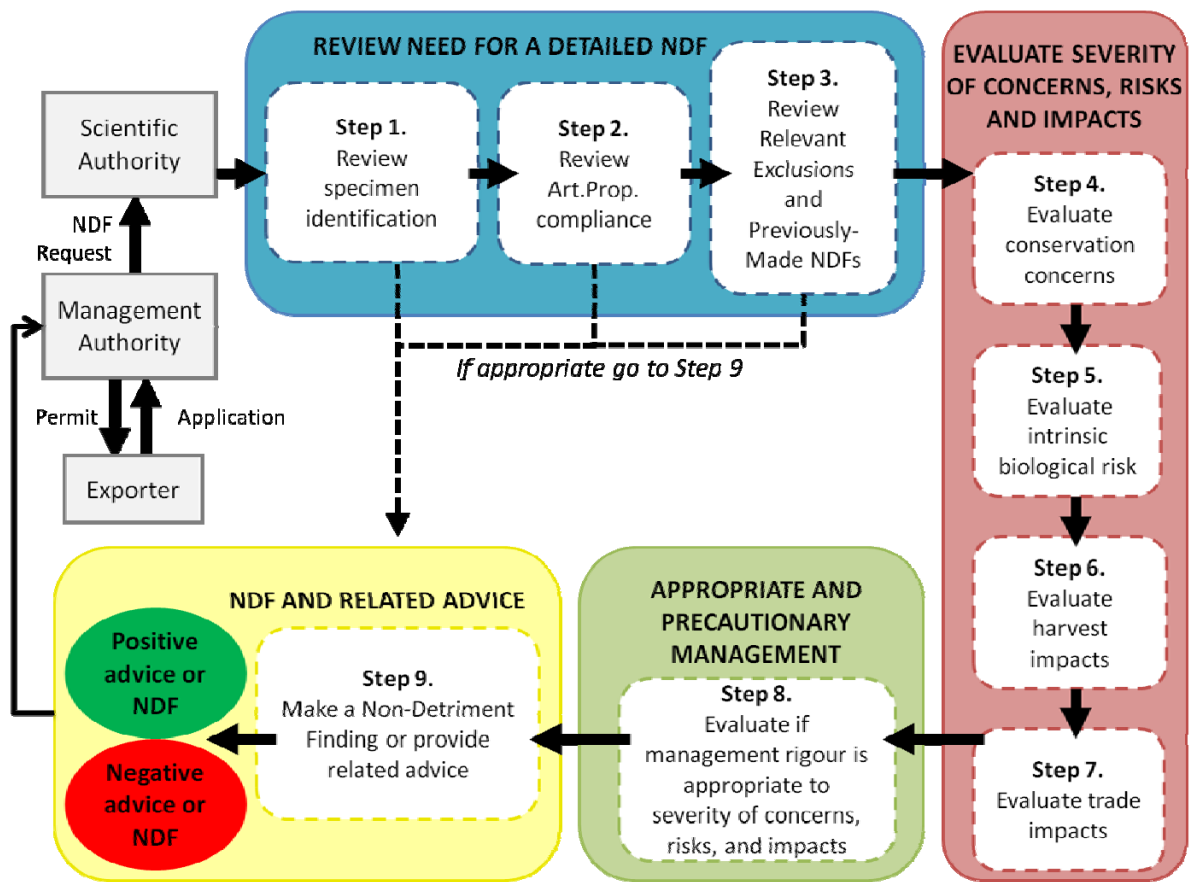 REVIEW NEED FOR A DETAILED NDF
Step 1.
Review
specimen
identification
Step 2.
Review
Art.Prop.
compliance
Step 3.
Review
Relevant
Exclusions
and
Previously-
Made NDFs
If appropriate go to Step 9
Scientific
Authority
NDF
Request
Management
Authority
Permit
Application
Exporter
EVALUATE SEVERITY
OF CONCERNS, RISKS
AND IMPACTS
Step 4.
Evaluate
conservation
concerns
Step 5.
Evaluate
intrinsic
biological risk
Step 6.
Evaluate
harvest
impacts
Step 7.
Evaluate trade
impacts
APPROPRIATE AND
PRECAUTIONARY
MANAGEMENT
Step 8.
Evaluate if
management rigour is
appropriate to
severity of concerns,
risks, and impacts
NDF AND RELATED ADVICE
Step 9.
Make a Non-Detriment
Finding or provide
related advice
Positive
advice or
NDF
Negative
advice or
NDF